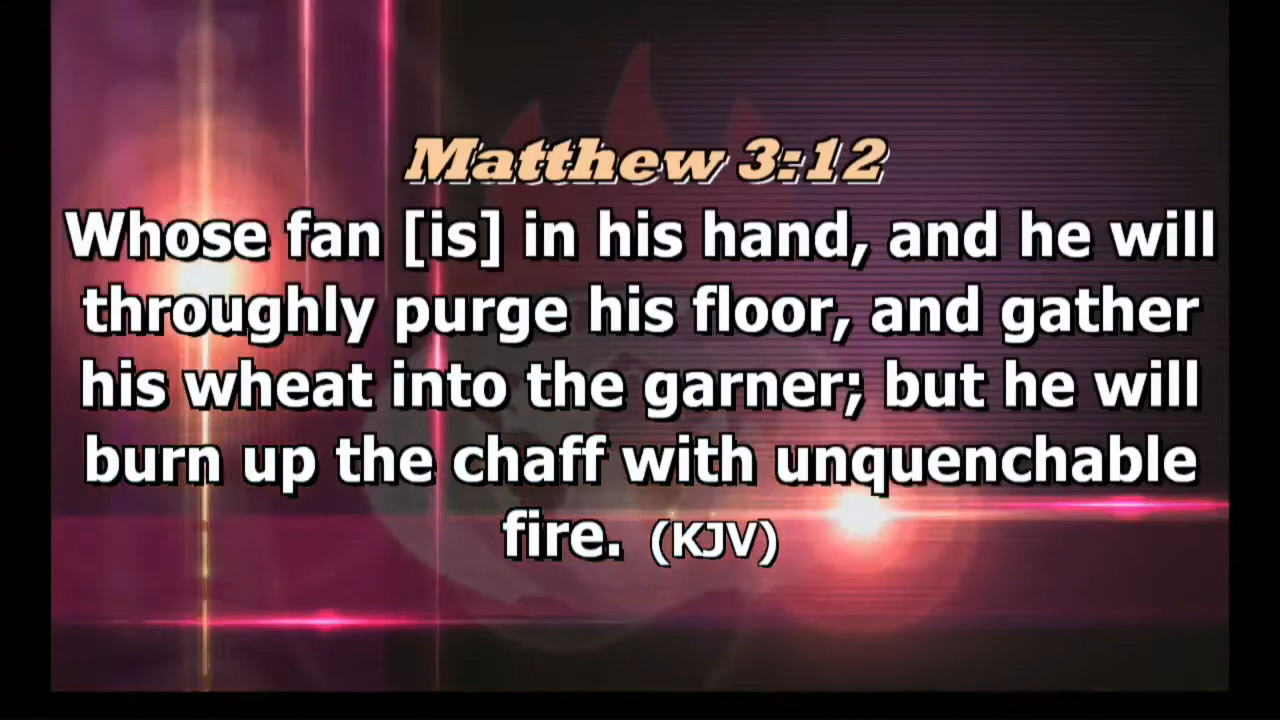 Matthew 3:12
Whose fan [is] in his hand, and he will
throughly purge his floor, and gather
his wheat into the garner; but he will
burn up the chaff with unquenchable
fire. (KJV)